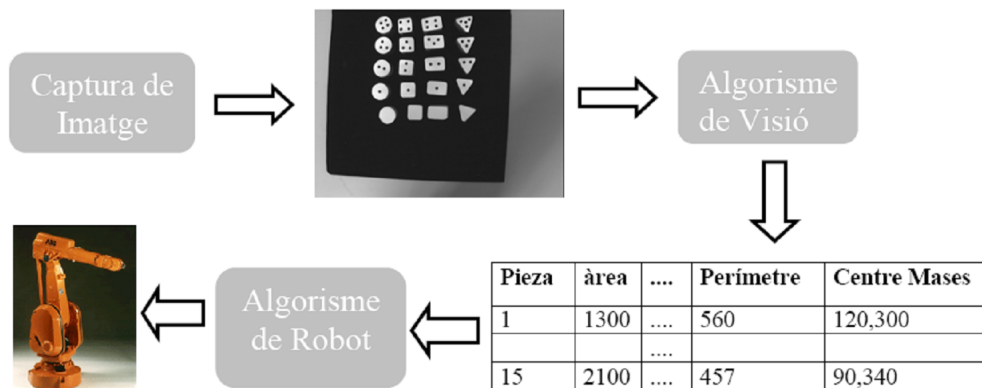 Captura de
Imatge
Algorisme
de Visió
Pieza àrea .... Perímetre Centre Mases
1 1300 .... 560 120,300
....
15 2100 .... 457 90,340
Algorisme
de Robot
ABB